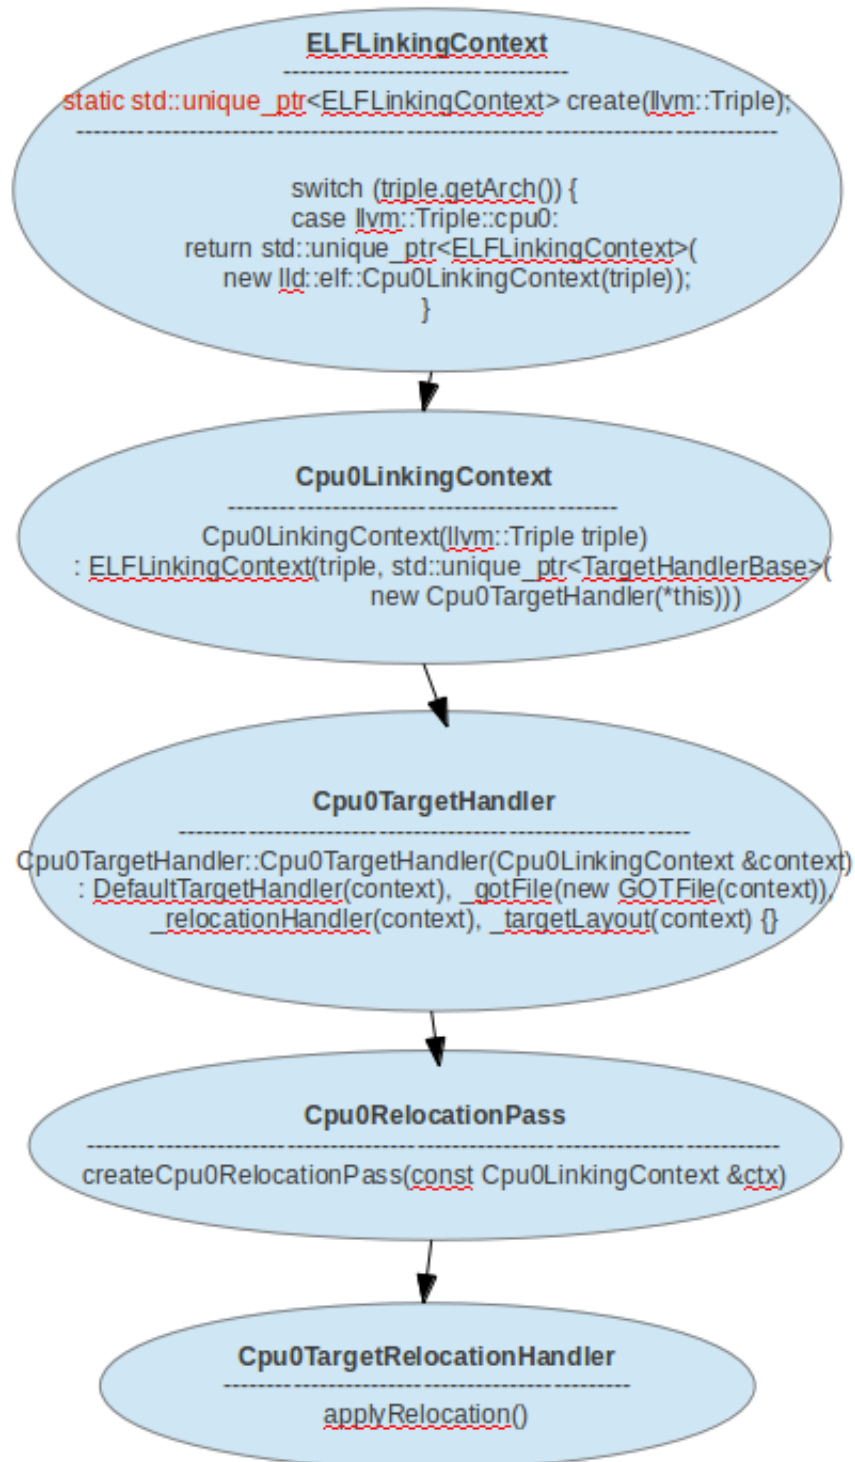 ELFLinkingContext
-----------------------------------
static std::unique_ptr<ELFLinkingContext> create(llvm::Triple);
--------------------------------------------------------------------------------------
switch (triple.getArch()) {
case llvm::Triple::cpu0:
return std::unique_ptr<ELFLinkingContext>(
new lld::elf::Cpu0LinkingContext(triple));
}
Cpu0LinkingContext
------------------------------------------------
Cpu0LinkingContext(llvm::Triple triple)
: ELFLinkingContext(triple, std::unique_ptr<TargetHandlerBase>(
new Cpu0TargetHandler(*this)))
Cpu0TargetHandler
---------------------------------------------------------------
Cpu0TargetHandler::Cpu0TargetHandler(Cpu0LinkingContext &context)
: DefaultTargetHandler(context), _gotFile(new GOTFile(context)),
_relocationHandler(context), _targetLayout(context) {}
Cpu0RelocationPass
-------------------------------------------------------------------------------------
createCpu0RelocationPass(const Cpu0LinkingContext &ctx)
Cpu0TargetRelocationHandler
--------------------------------------------------
applyRelocation()